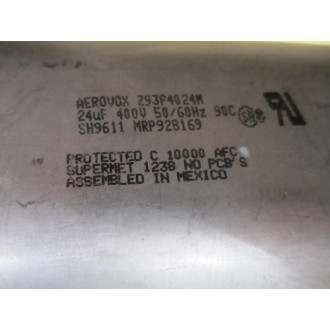 AEROVOX Z93P4024M
24uF 400V 50/60Hz 90C
SH9611 MRP928169
PROTECTED C 10000 AFC
SUPERMET 1238 NO PCB'S
ASSEMBLED IN MEXICO